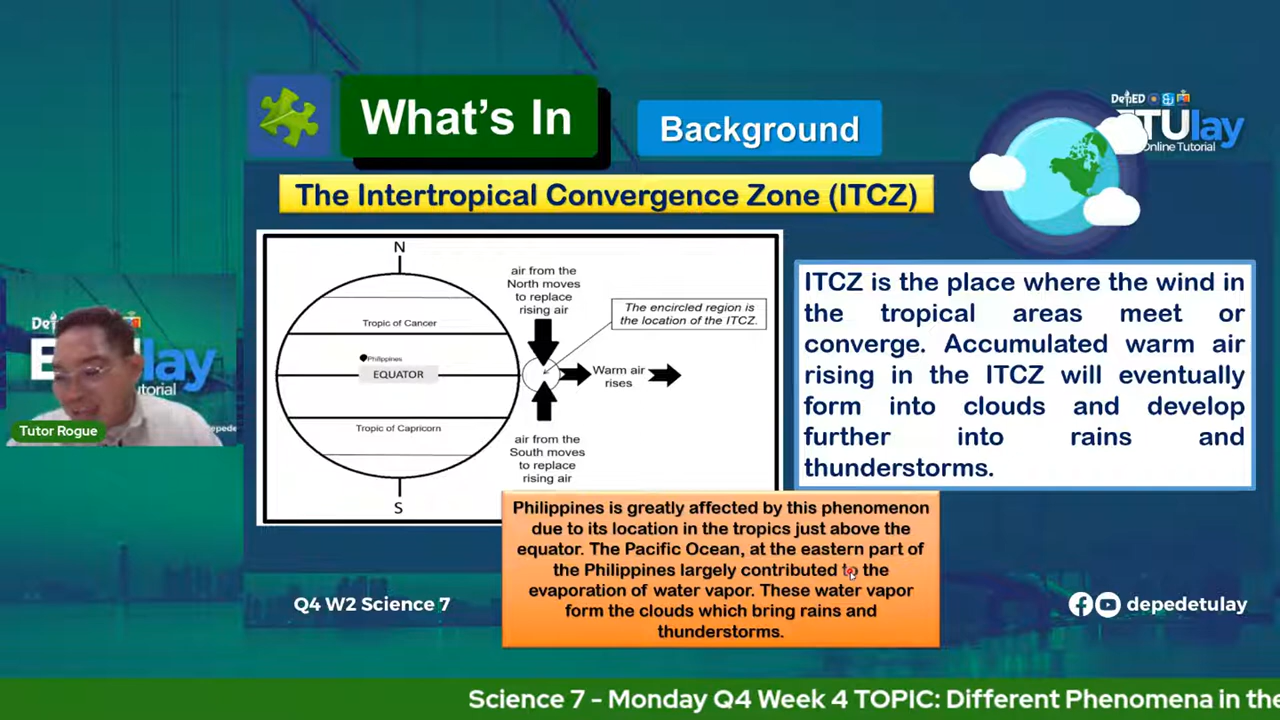 What's In
Background
DepED
ETUlay
Online Tutorial
The Intertropical Convergence Zone (ITCZ)
N
air from the
North moves
to replace
rising air
The encircled region is
the location of the ITCZ.
Tropic of Cancer
Philippines
EQUATOR
Warm air
rises
Tropic of Capricorn
air from the
South moves
to replace
rising air
S
ITCZ is the place where the wind in
the tropical areas meet or
converge. Accumulated warm air
rising in the ITCZ will eventually
form into clouds and develop
further into rains and
thunderstorms.
Tutor Rogue
Philippines is greatly affected by this phenomenon
due to its location in the tropics just above the
equator. The Pacific Ocean, at the eastern part of
the Philippines largely contributed to the
evaporation of water vapor. These water vapor
form the clouds which bring rains and
thunderstorms.
Q4 W2 Science 7
depedetulay
Science 7 - Monday Q4 Week 4 TOPIC: Different Phenomena in the